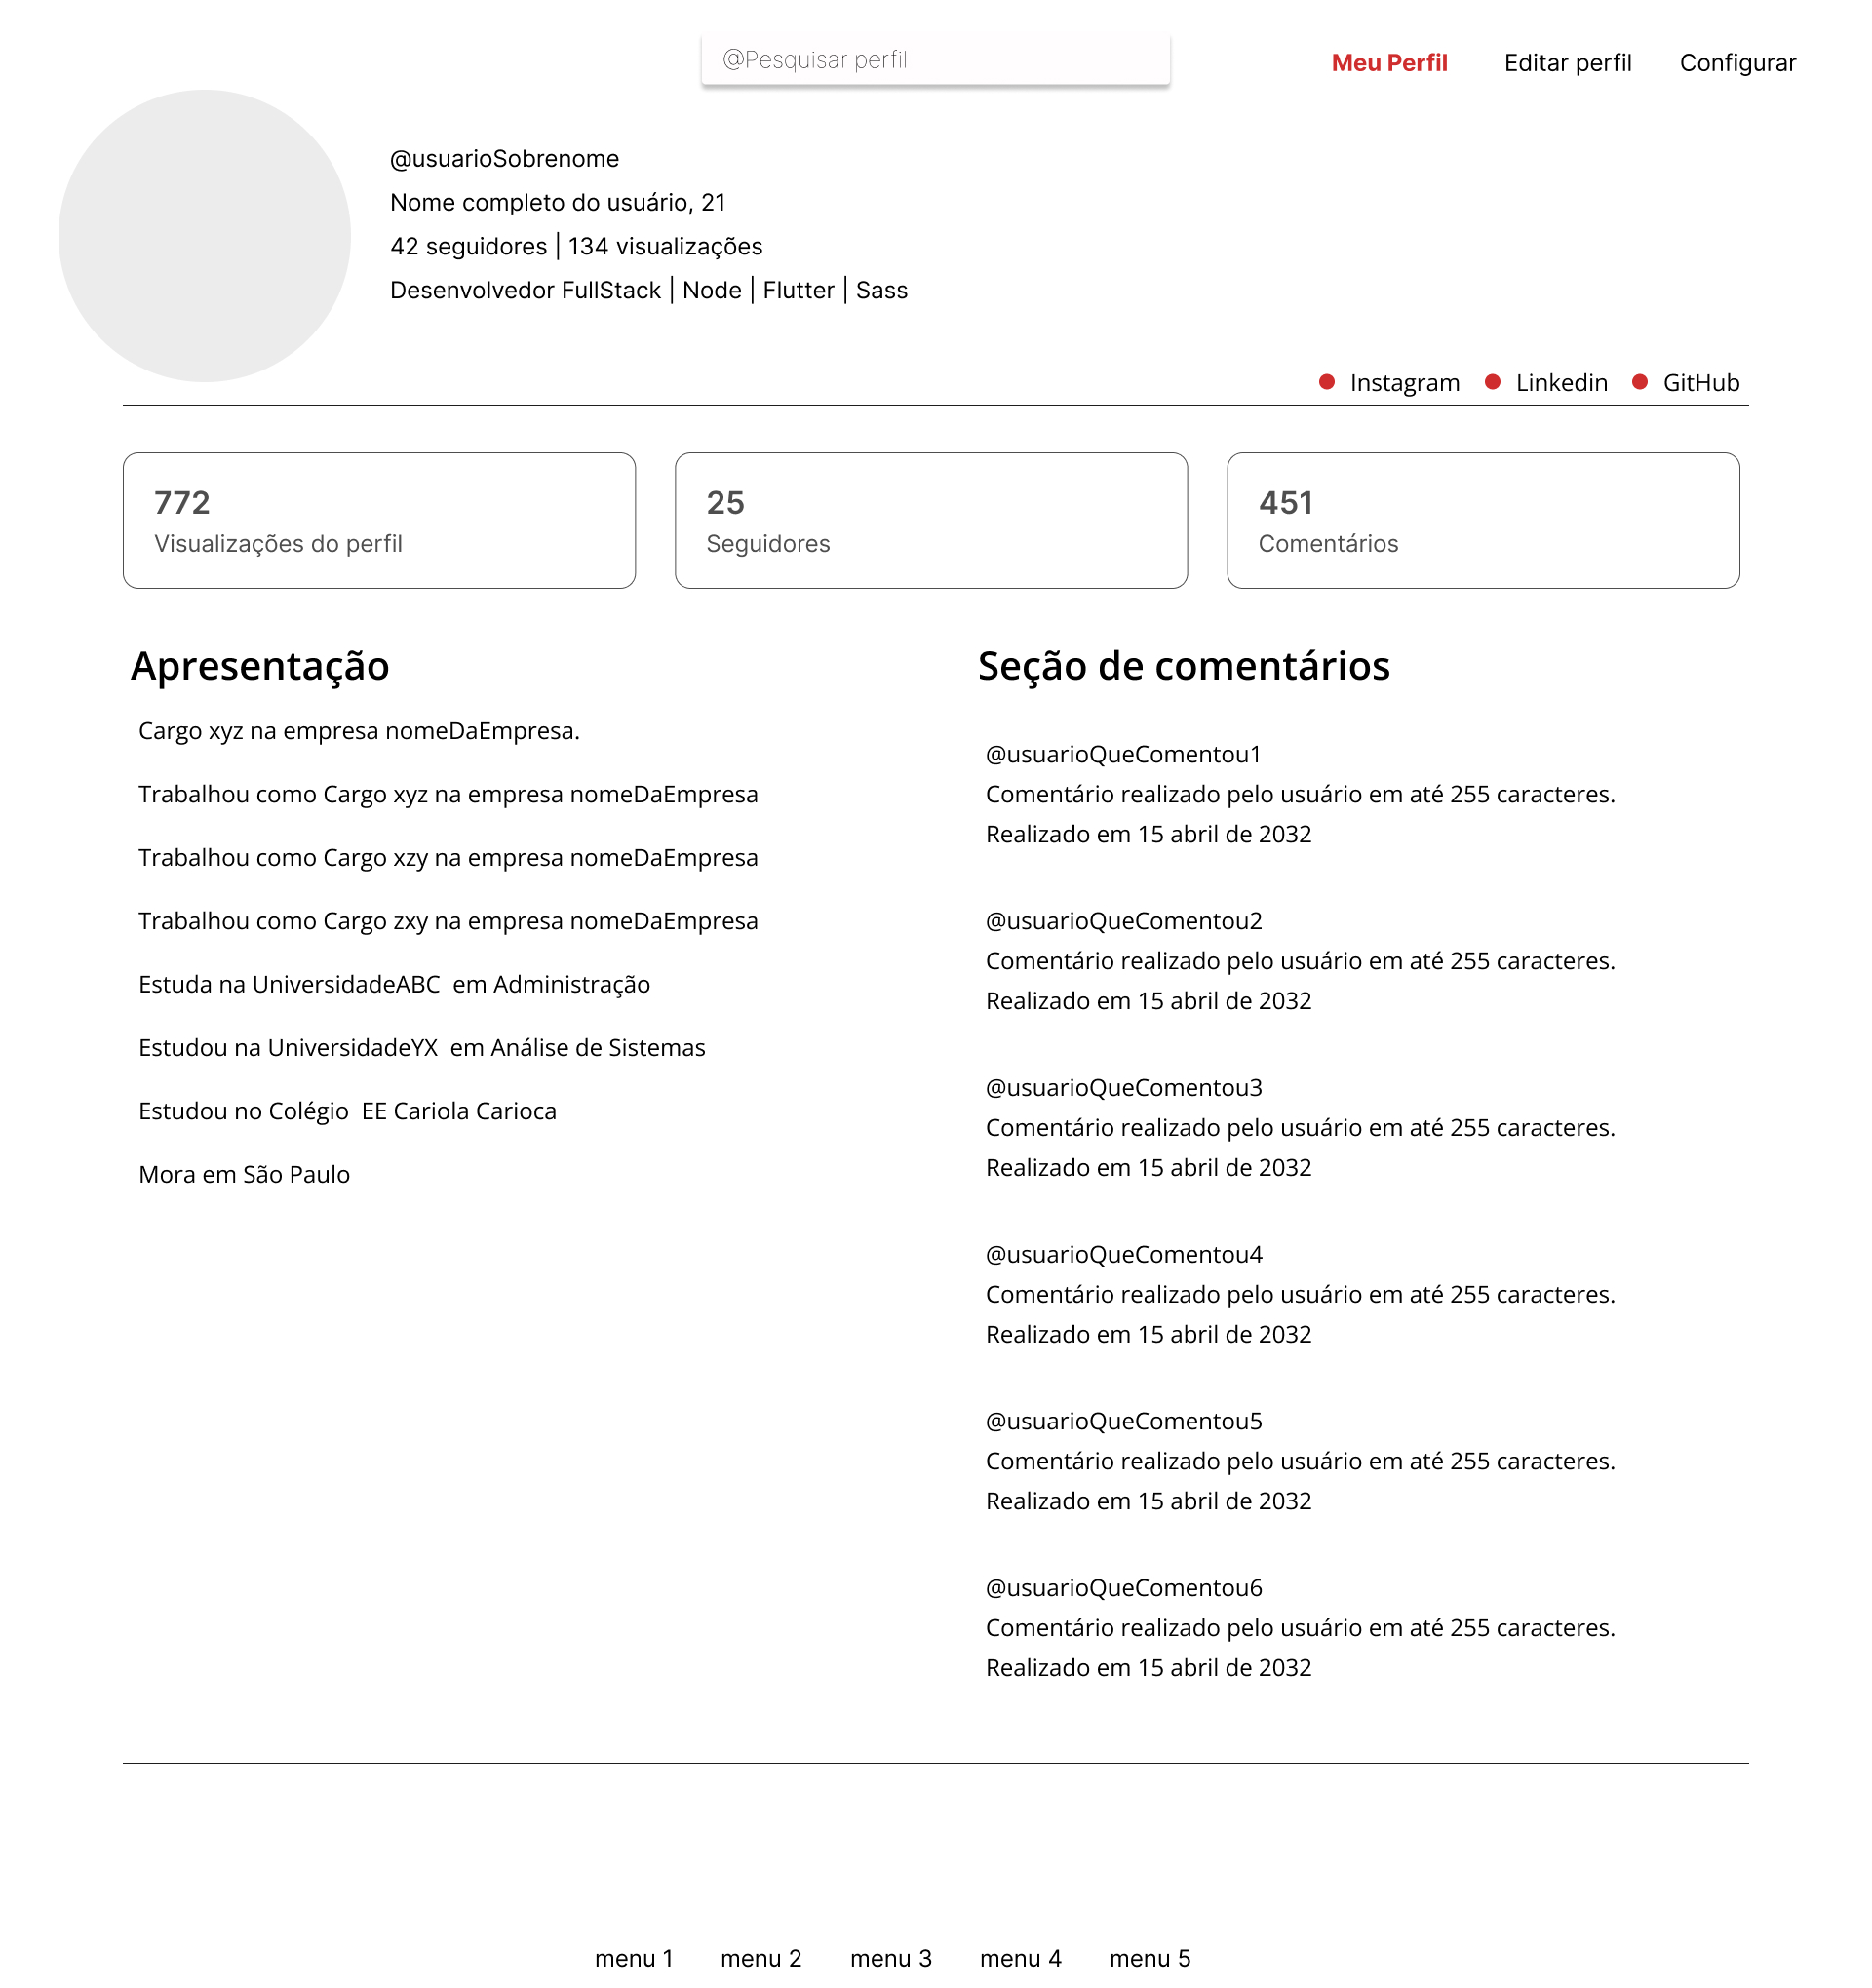 @Pesquisar perfil
Meu Perfil Editar perfil Configurar
@usuarioSobrenome
Nome completo do usuário, 21
42 seguidores | 134 visualizações
Desenvolvedor FullStack | Node | Flutter | Sass
Instagram Linkedin GitHub
772
Visualizações do perfil
25
Seguidores
451
Comentários
Apresentação
Cargo xyz na empresa nomeDaEmpresa.
Trabalhou como Cargo xyz na empresa nomeDaEmpresa
Trabalhou como Cargo xzy na empresa nomeDaEmpresa
Trabalhou como Cargo zxy na empresa nomeDaEmpresa
Estuda na UniversidadeABC  em Administração
Estudou na UniversidadeYX  em Análise de Sistemas
Estudou no Colégio  EE Cariola Carioca
Mora em São Paulo
Seção de comentários
@usuarioQueComentou1
Comentário realizado pelo usuário em até 255 caracteres.
Realizado em 15 abril de 2032
@usuarioQueComentou2
Comentário realizado pelo usuário em até 255 caracteres.
Realizado em 15 abril de 2032
@usuarioQueComentou3
Comentário realizado pelo usuário em até 255 caracteres.
Realizado em 15 abril de 2032
@usuarioQueComentou4
Comentário realizado pelo usuário em até 255 caracteres.
Realizado em 15 abril de 2032
@usuarioQueComentou5
Comentário realizado pelo usuário em até 255 caracteres.
Realizado em 15 abril de 2032
@usuarioQueComentou6
Comentário realizado pelo usuário em até 255 caracteres.
Realizado em 15 abril de 2032
menu 1 menu 2 menu 3 menu 4 menu 5